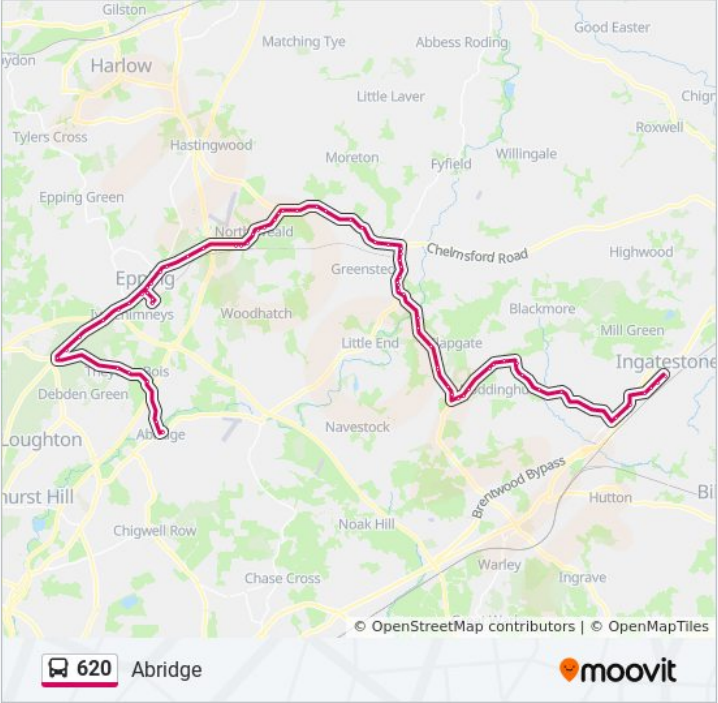 Gilston
Good Easter
Matching Tye
Abbess Roding
Harlow
Little Laver
Tylers Cross
Roxwell
Hastingwood
Moreton
Willingale
Fyfield
Epping Green
Chelmsford Road
Highwood
Epping
Woodhatch
Blackmore
Mill Green
Little End
Ingatestone
Debden Green
Abridge
Loughton
Navestock
Brentwood Bypass
Hutton
Noak Hill
Chigwell Row
Warley
Chase Cross
Ingrave
© OpenStreetMap contributors | © OpenMapTiles
620 Abridge
moovit